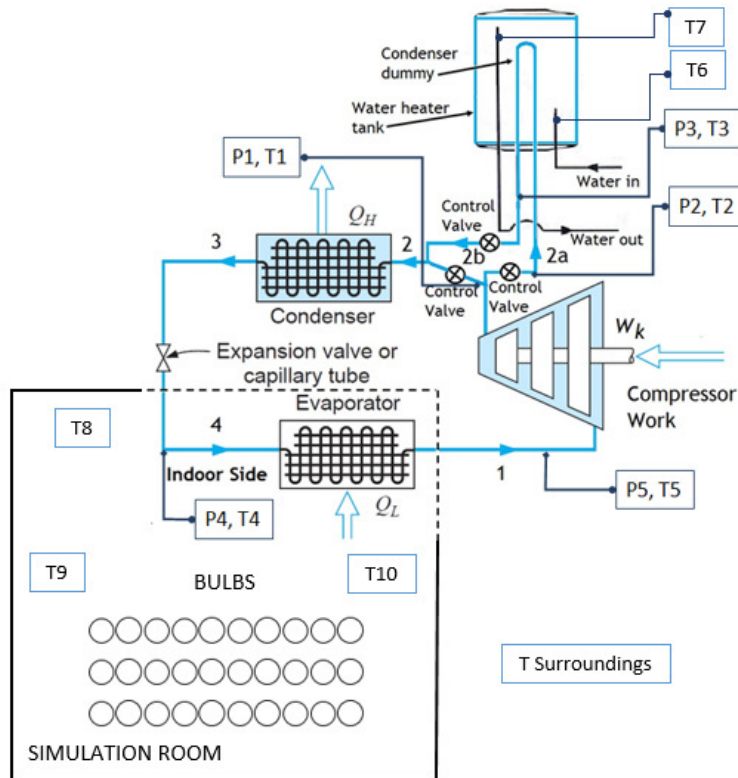 T7
Condenser
dummy
T6
Water heater
tank
P3, T3
P1, T1
Water in
P2, T2
Q_H
Control
Valve
3
2
2b
2a
Water out
Control
Valve
Control
Valve
Condenser
W_k
Expansion valve or
capillary tube
Compressor
Work
Evaporator
T8
4
Indoor Side
1
Q_L
P5, T5
P4, T4
T9
BULBS
T10
T Surroundings
SIMULATION ROOM